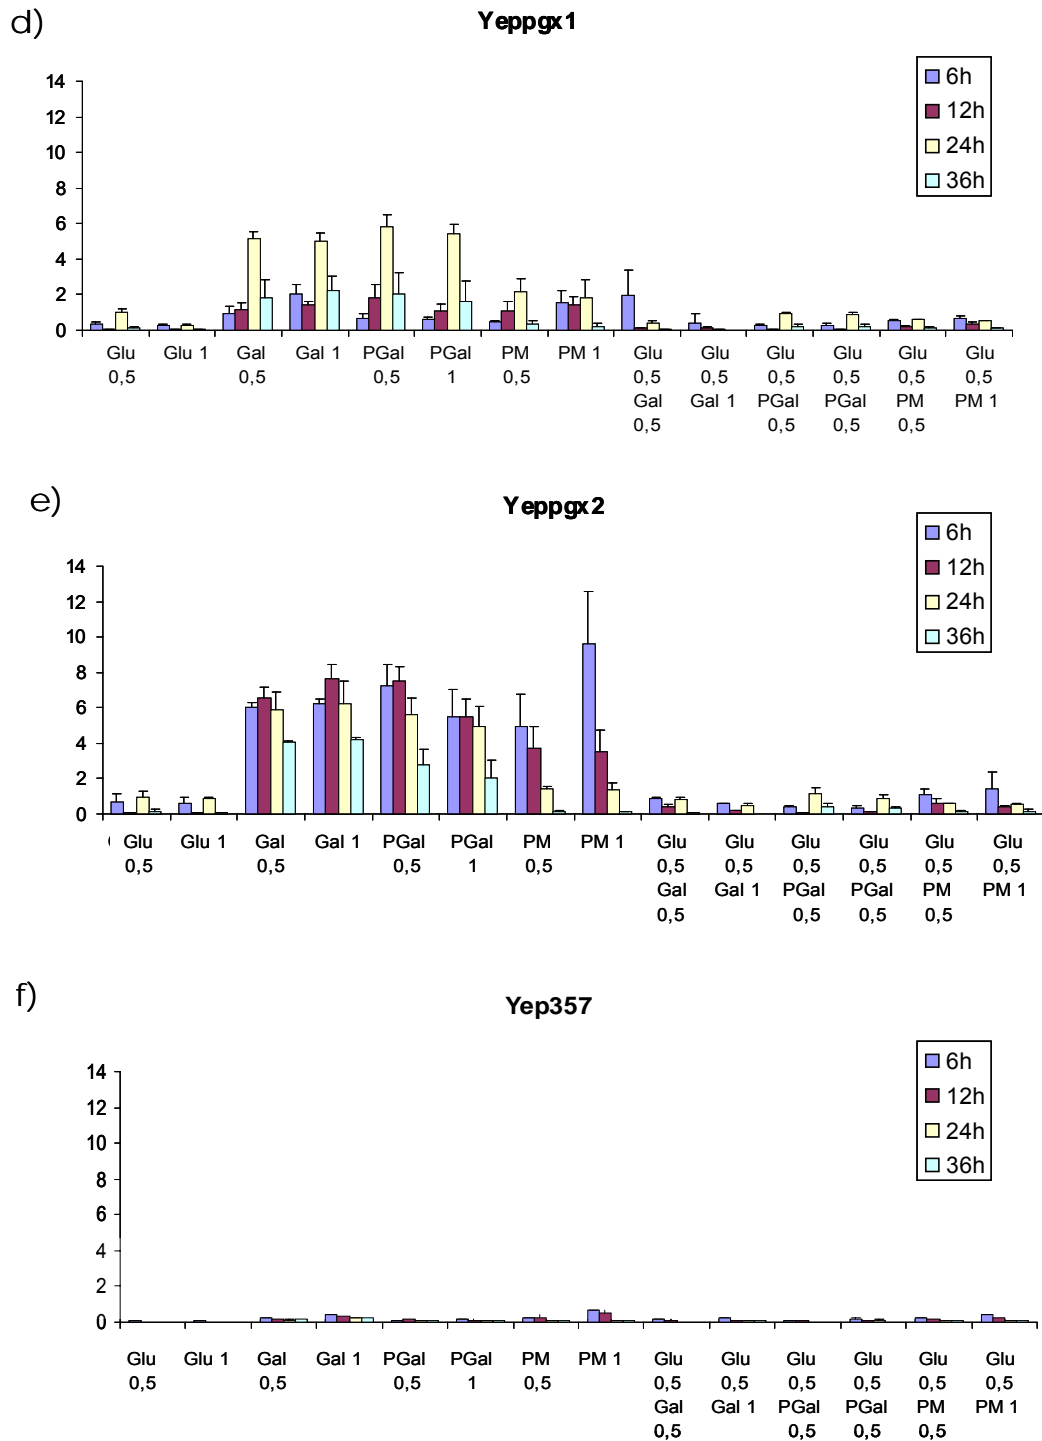 d)
Yeppgx1
14
12
10
8
6
4
2
0
6h
12h
24h
36h
Glu Glu 1 Gal Gal 1 PGal PGal PM PM 1 Glu Glu Glu Glu Glu Glu
0,5 0,5 0,5 1 0,5 0,5 0,5 0,5 0,5 0,5 0,5
Gal Gal 1 PGal PGal PM PM 1
0,5 0,5 0,5 0,5
e)
Yeppgx2
14
12
10
8
6
4
2
0
6h
12h
24h
36h
Glu Glu 1 Gal Gal 1 PGal PGal PM PM 1 Glu Glu Glu Glu Glu Glu
0,5 0,5 0,5 1 0,5 0,5 0,5 0,5 0,5 0,5 0,5
Gal Gal 1 PGal PGal PM PM 1
0,5 0,5 0,5 0,5
f)
Yep357
14
12
10
8
6
4
2
0
6h
12h
24h
36h
Glu Glu 1 Gal Gal 1 PGal PGal PM PM 1 Glu Glu Glu Glu Glu Glu
0,5 0,5 0,5 1 0,5 0,5 0,5 0,5 0,5 0,5 0,5
Gal Gal 1 PGal PGal PM PM 1
0,5 0,5 0,5 0,5